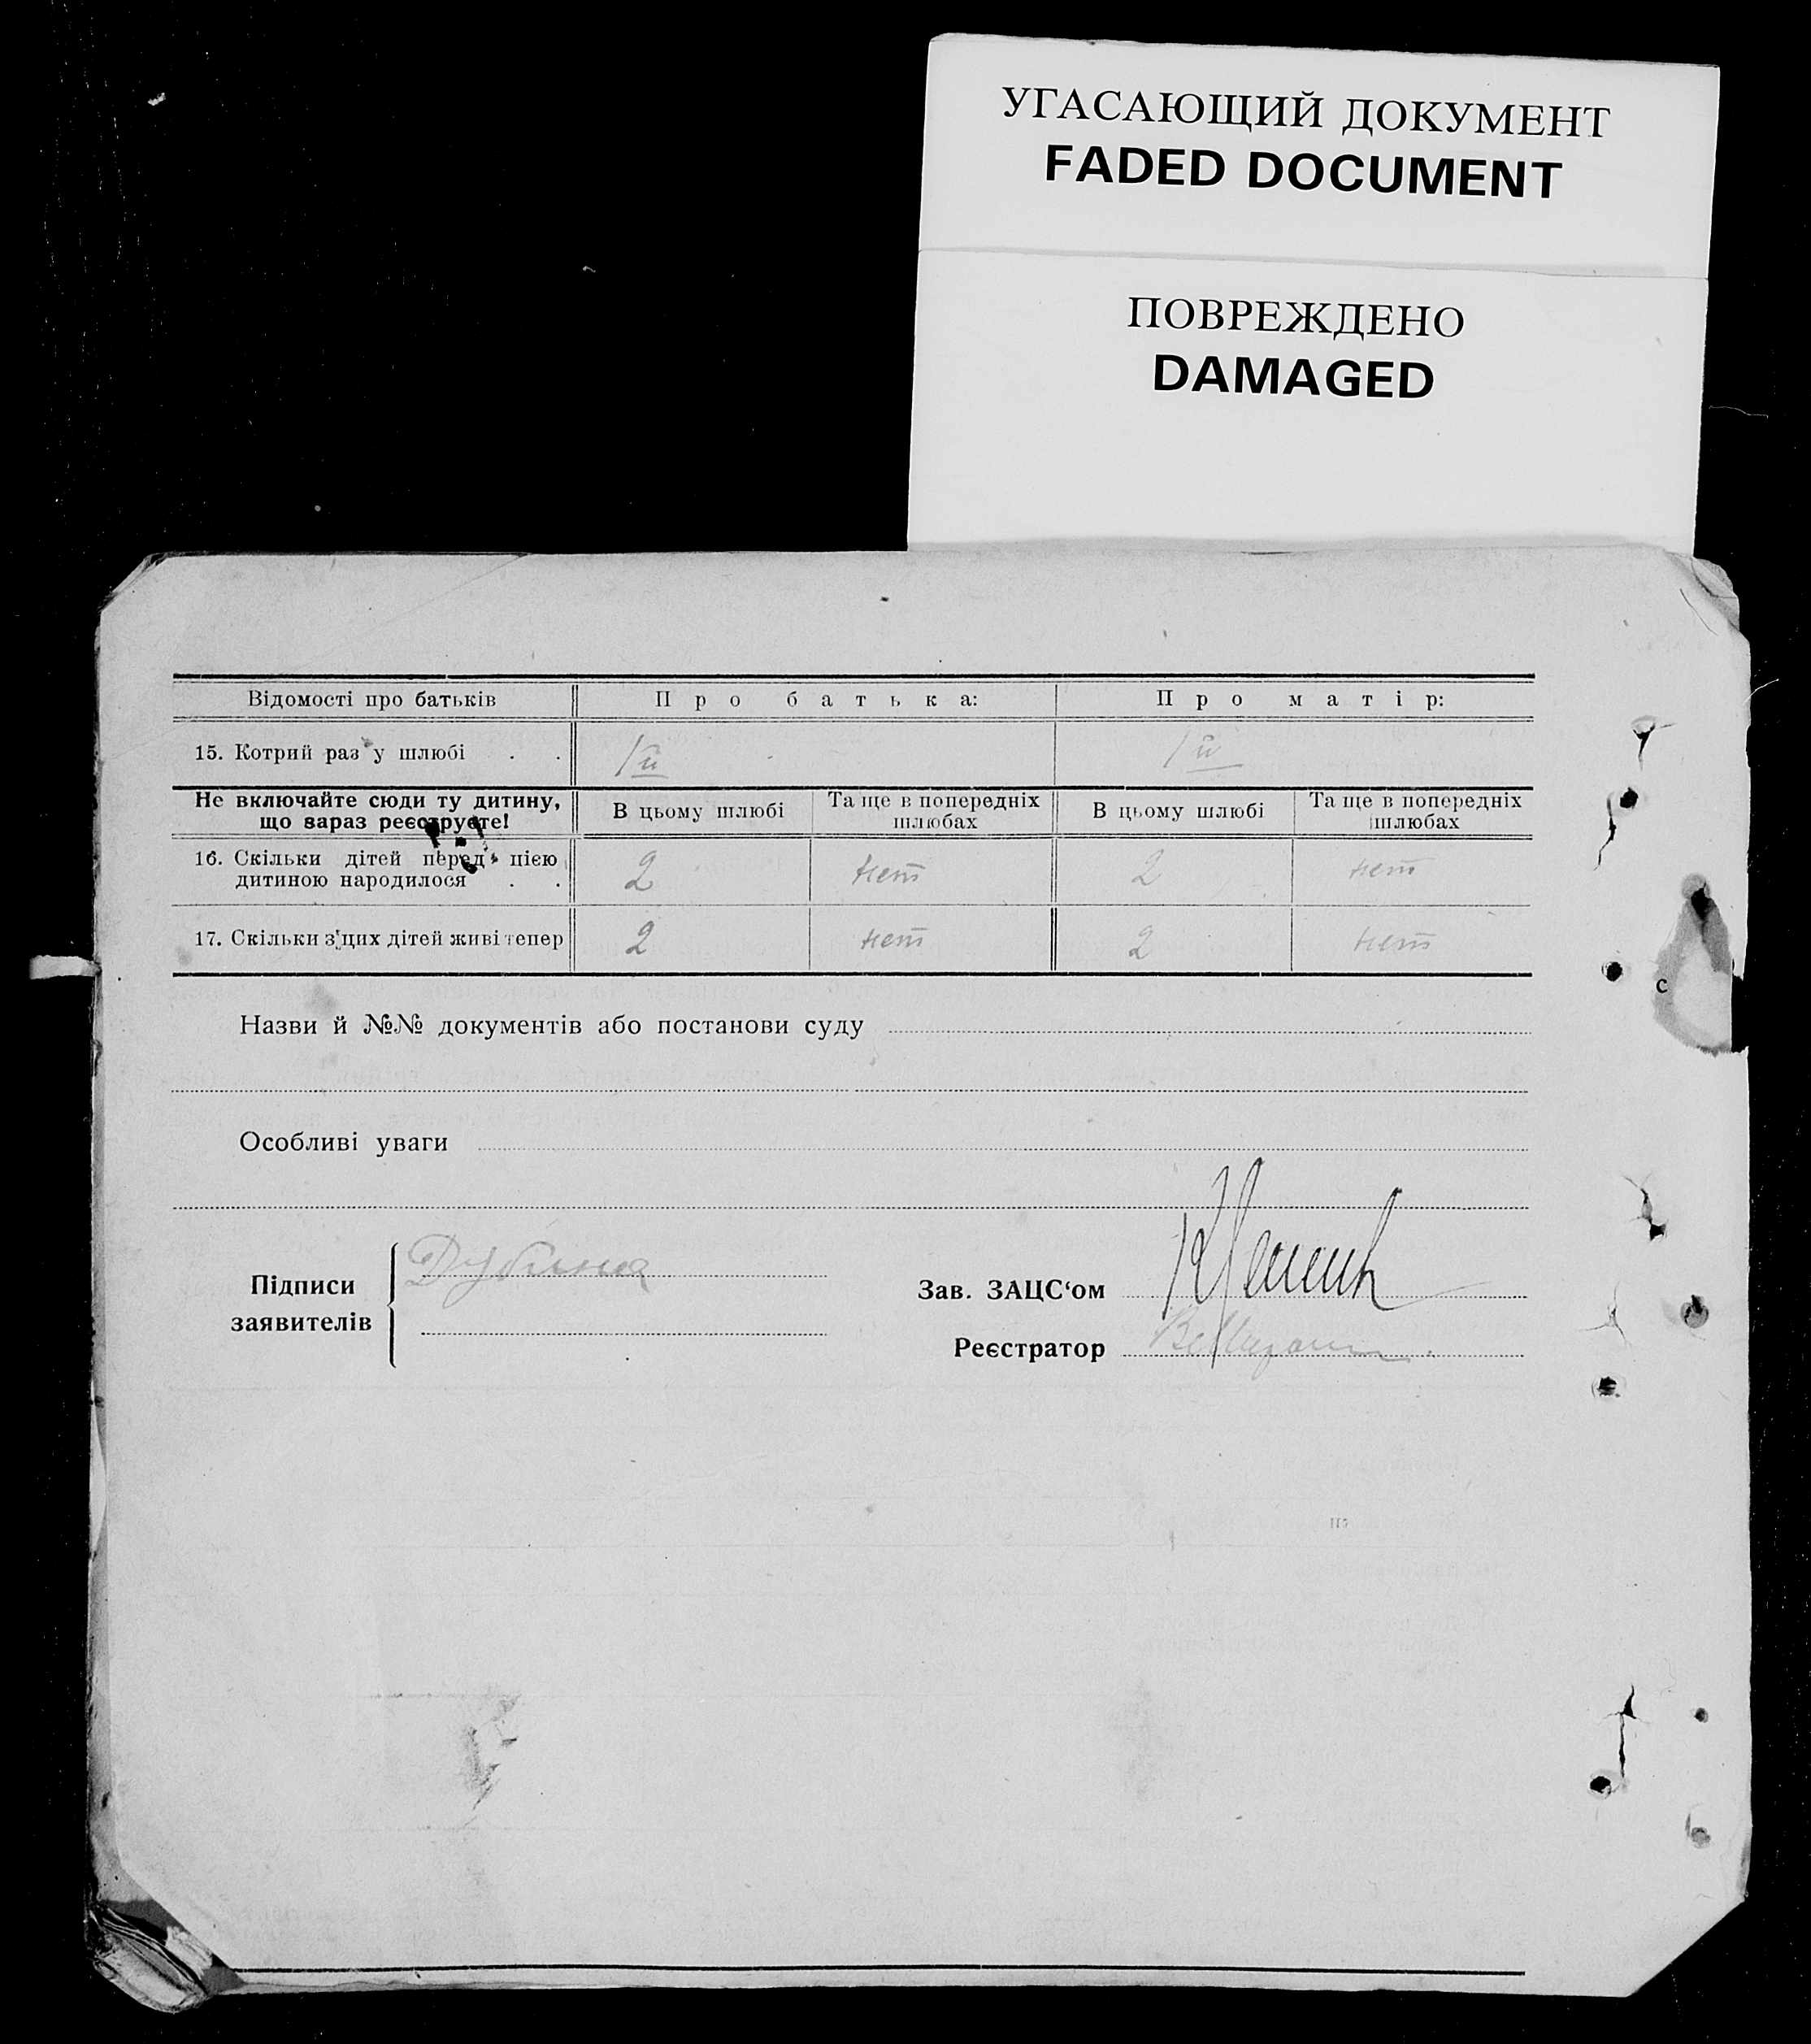 УГАСАЮЩИЙ ДОКУМЕНТ
FADED DOCUMENT
ПОВРЕЖДЕНО
DAMAGED
Відомості про батьків Про батька: Про матір:
15. Котрий раз у шлюбі . . 1й 1й
Не включайте сюди ту дитину, що зараз реєструєте! В цьому шлюбі Та ще в попередніх шлюбах В цьому шлюбі Та ще в попередніх шлюбах
16. Скільки дітей перед цією
дитиною народилося . . 2 нет 2 нет
17. Скільки з цих дітей живі тепер 2 нет 2 нет
с
Назви й №№ документів або постанови суду
Особливі уваги
Підписи заявителів Дубинна
Зав. ЗАЦС‘ом
Реєстратор